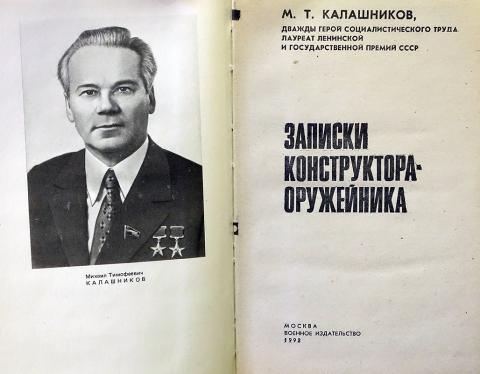 Михаил Тимофеевич
КАЛАШНИКОВ
М. Т. КАЛАШНИКОВ,
ДВАЖДЫ ГЕРОЙ СОЦИАЛИСТИЧЕСКОГО ТРУДА
ЛАУРЕАТ ЛЕНИНСКОЙ
И ГОСУДАРСТВЕННОЙ ПРЕМИЙ СССР
ЗАПИСКИ
КОНСТРУКТОРА-
ОРУЖЕЙНИКА
МОСКВА
ВОЕННОЕ ИЗДАТЕЛЬСТВО
1992